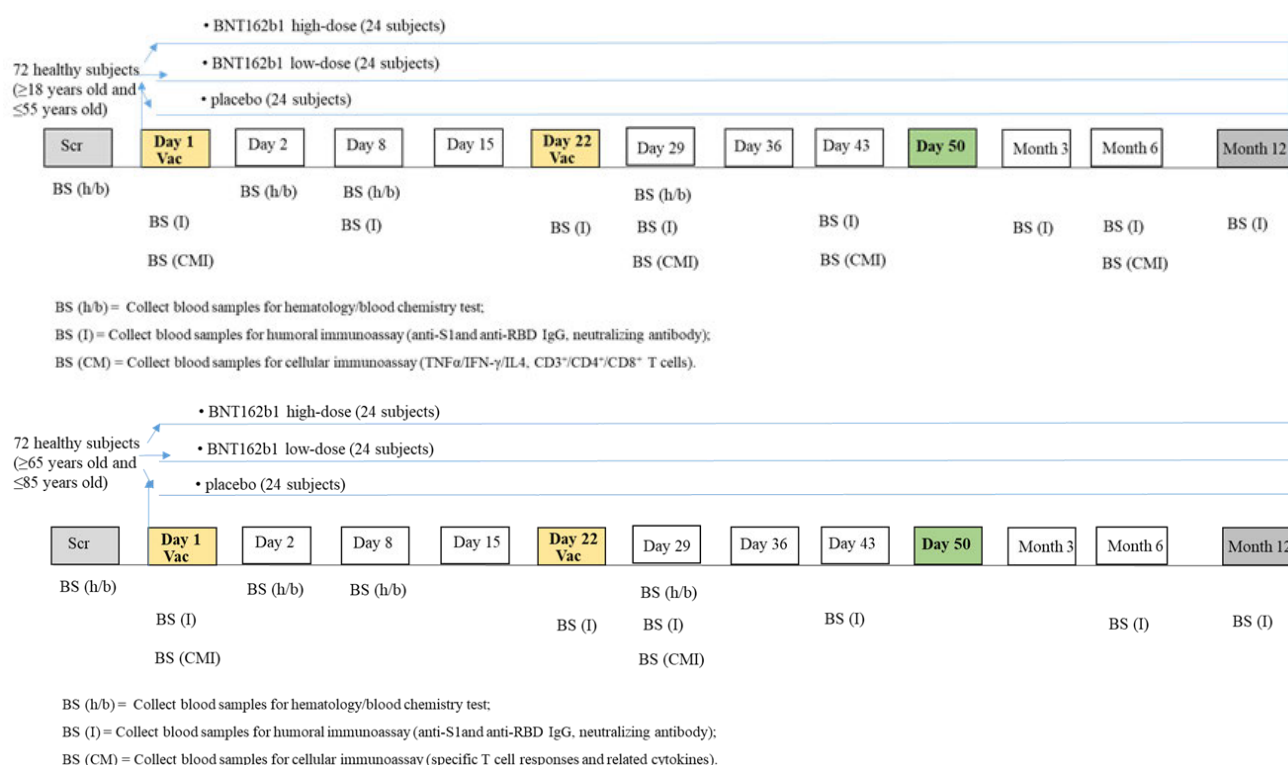 • BNT162b1 high-dose (24 subjects)
• BNT162b1 low-dose (24 subjects)
72 healthy subjects
(≥18 years old and
≤55 years old)
• placebo (24 subjects)
Scr
Day 1
Vac
Day 2
Day 8
Day 15
Day 22
Vac
Day 29
Day 36
Day 43
Day 50
Month 3
Month 6
Month 12
BS (h/b)
BS (h/b)
BS (h/b)
BS (h/b)
BS (I)
BS (I)
BS (I)
BS (I)
BS (I)
BS (I)
BS (I)
BS (I)
BS (CMI)
BS (CMI)
BS (CMI)
BS (CMI)
BS (h/b) = Collect blood samples for hematology/blood chemistry test;
BS (I) = Collect blood samples for humoral immunoassay (anti-S1and anti-RBD IgG, neutralizing antibody);
BS (CM) = Collect blood samples for cellular immunoassay (TNFα/IFN-γ/IL4, CD3⁺/CD4⁺/CD8⁺ T cells).
• BNT162b1 high-dose (24 subjects)
72 healthy subjects
(≥65 years old and
≤85 years old)
• BNT162b1 low-dose (24 subjects)
• placebo (24 subjects)
Scr
Day 1
Vac
Day 2
Day 8
Day 15
Day 22
Vac
Day 29
Day 36
Day 43
Day 50
Month 3
Month 6
Month 12
BS (h/b)
BS (h/b)
BS (h/b)
BS (h/b)
BS (I)
BS (I)
BS (I)
BS (I)
BS (I)
BS (I)
BS (CMI)
BS (CMI)
BS (h/b) = Collect blood samples for hematology/blood chemistry test;
BS (I) = Collect blood samples for humoral immunoassay (anti-S1and anti-RBD IgG, neutralizing antibody);
BS (CM) = Collect blood samples for cellular immunoassay (specific T cell responses and related cytokines).